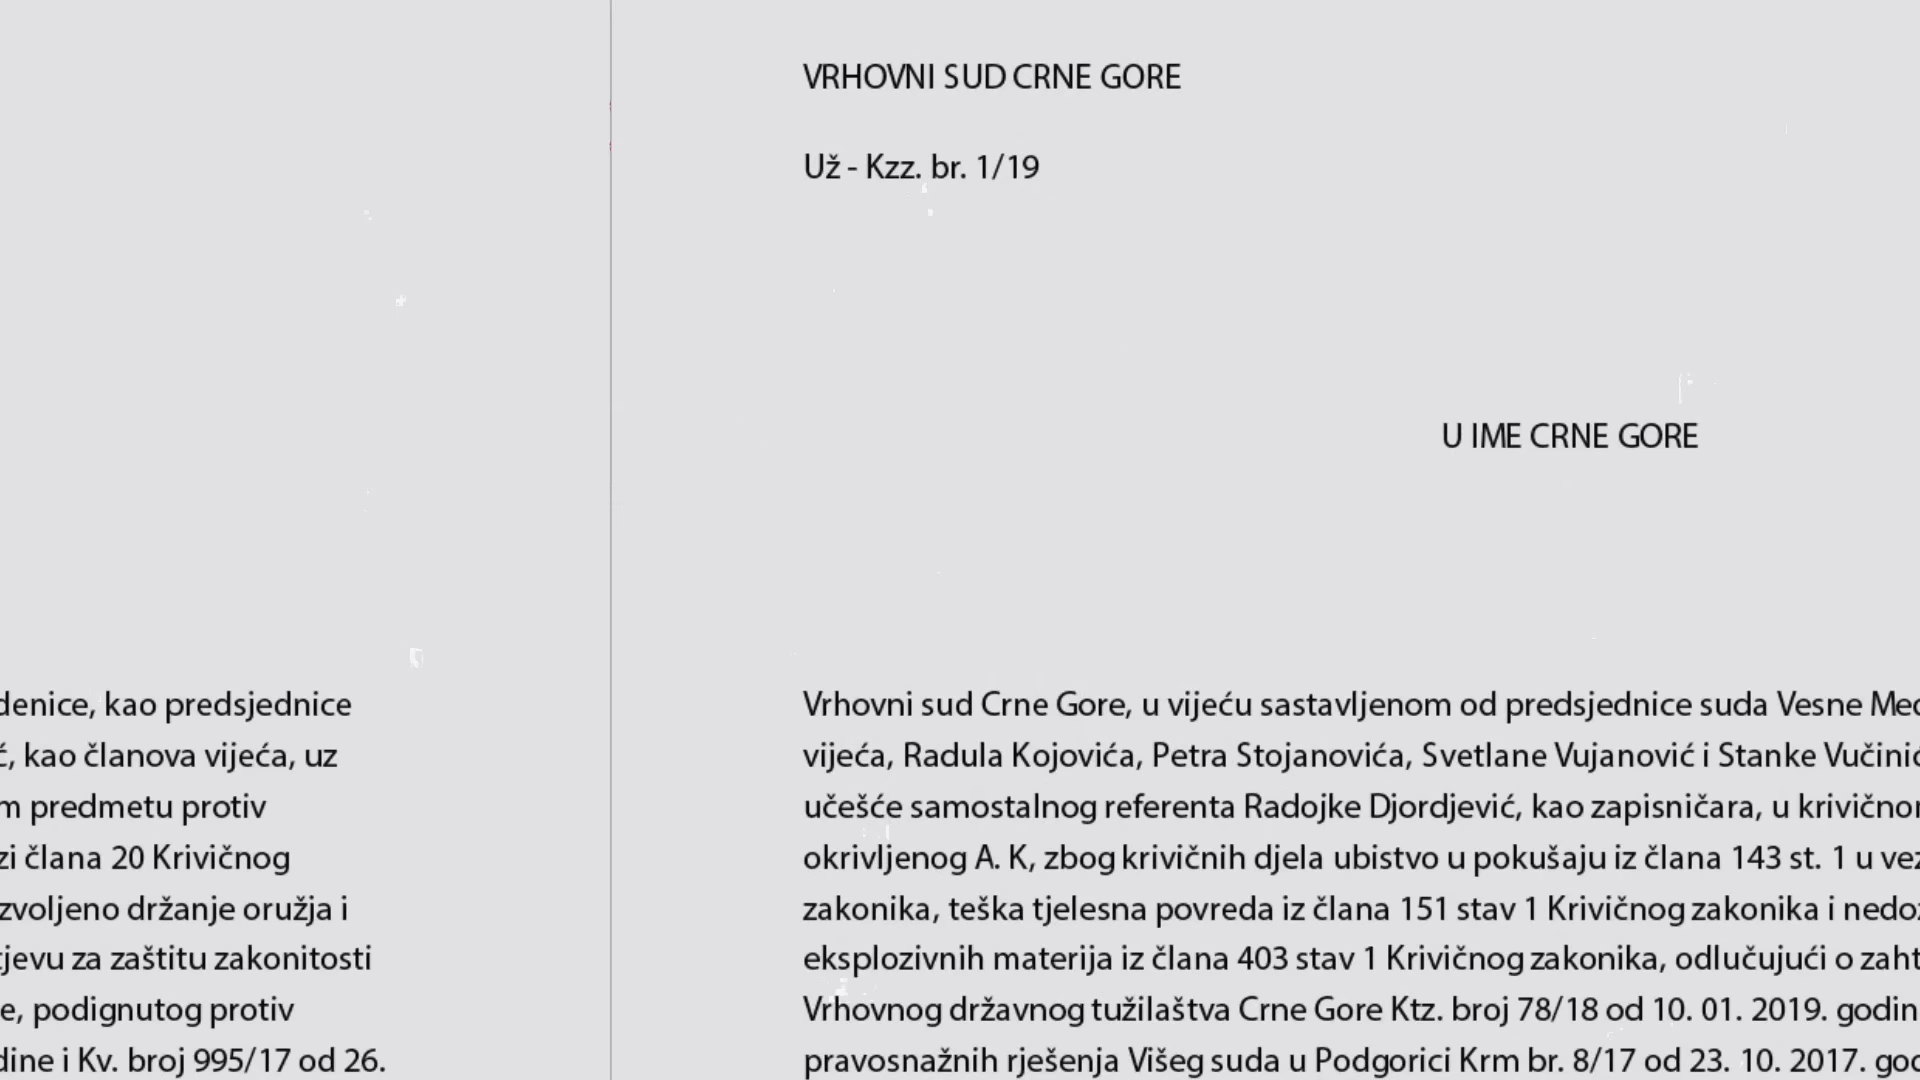 denice, kao predsjednice
ć, kao članova vijeća, uz
m predmetu protiv
zi člana 20 Krivičnog
zvoljeno držanje oružja i
tjevu za zaštitu zakonitosti
e, podignutog protiv
dine i Kv. broj 995/17 od 26.
VRHOVNI SUD CRNE GORE
Už - Kzz. br. 1/19
U IME CRNE GORE
Vrhovni sud Crne Gore, u vijeću sastavljenom od predsjednice suda Vesne Med
vijeća, Radula Kojovića, Petra Stojanovića, Svetlane Vujanović i Stanke Vučinić
učešće samostalnog referenta Radojke Djordjević, kao zapisničara, u krivičnom
okrivljenog A. K, zbog krivičnih djela ubistvo u pokušaju iz člana 143 st. 1 u vez
zakonika, teška tjelesna povreda iz člana 151 stav 1 Krivičnog zakonika i nedoz
eksplozivnih materija iz člana 403 stav 1 Krivičnog zakonika, odlučujući o zaht
Vrhovnog državnog tužilaštva Crne Gore Ktz. broj 78/18 od 10. 01. 2019. godin
pravosnažnih rješenja Višeg suda u Podgorici Krm br. 8/17 od 23. 10. 2017. god